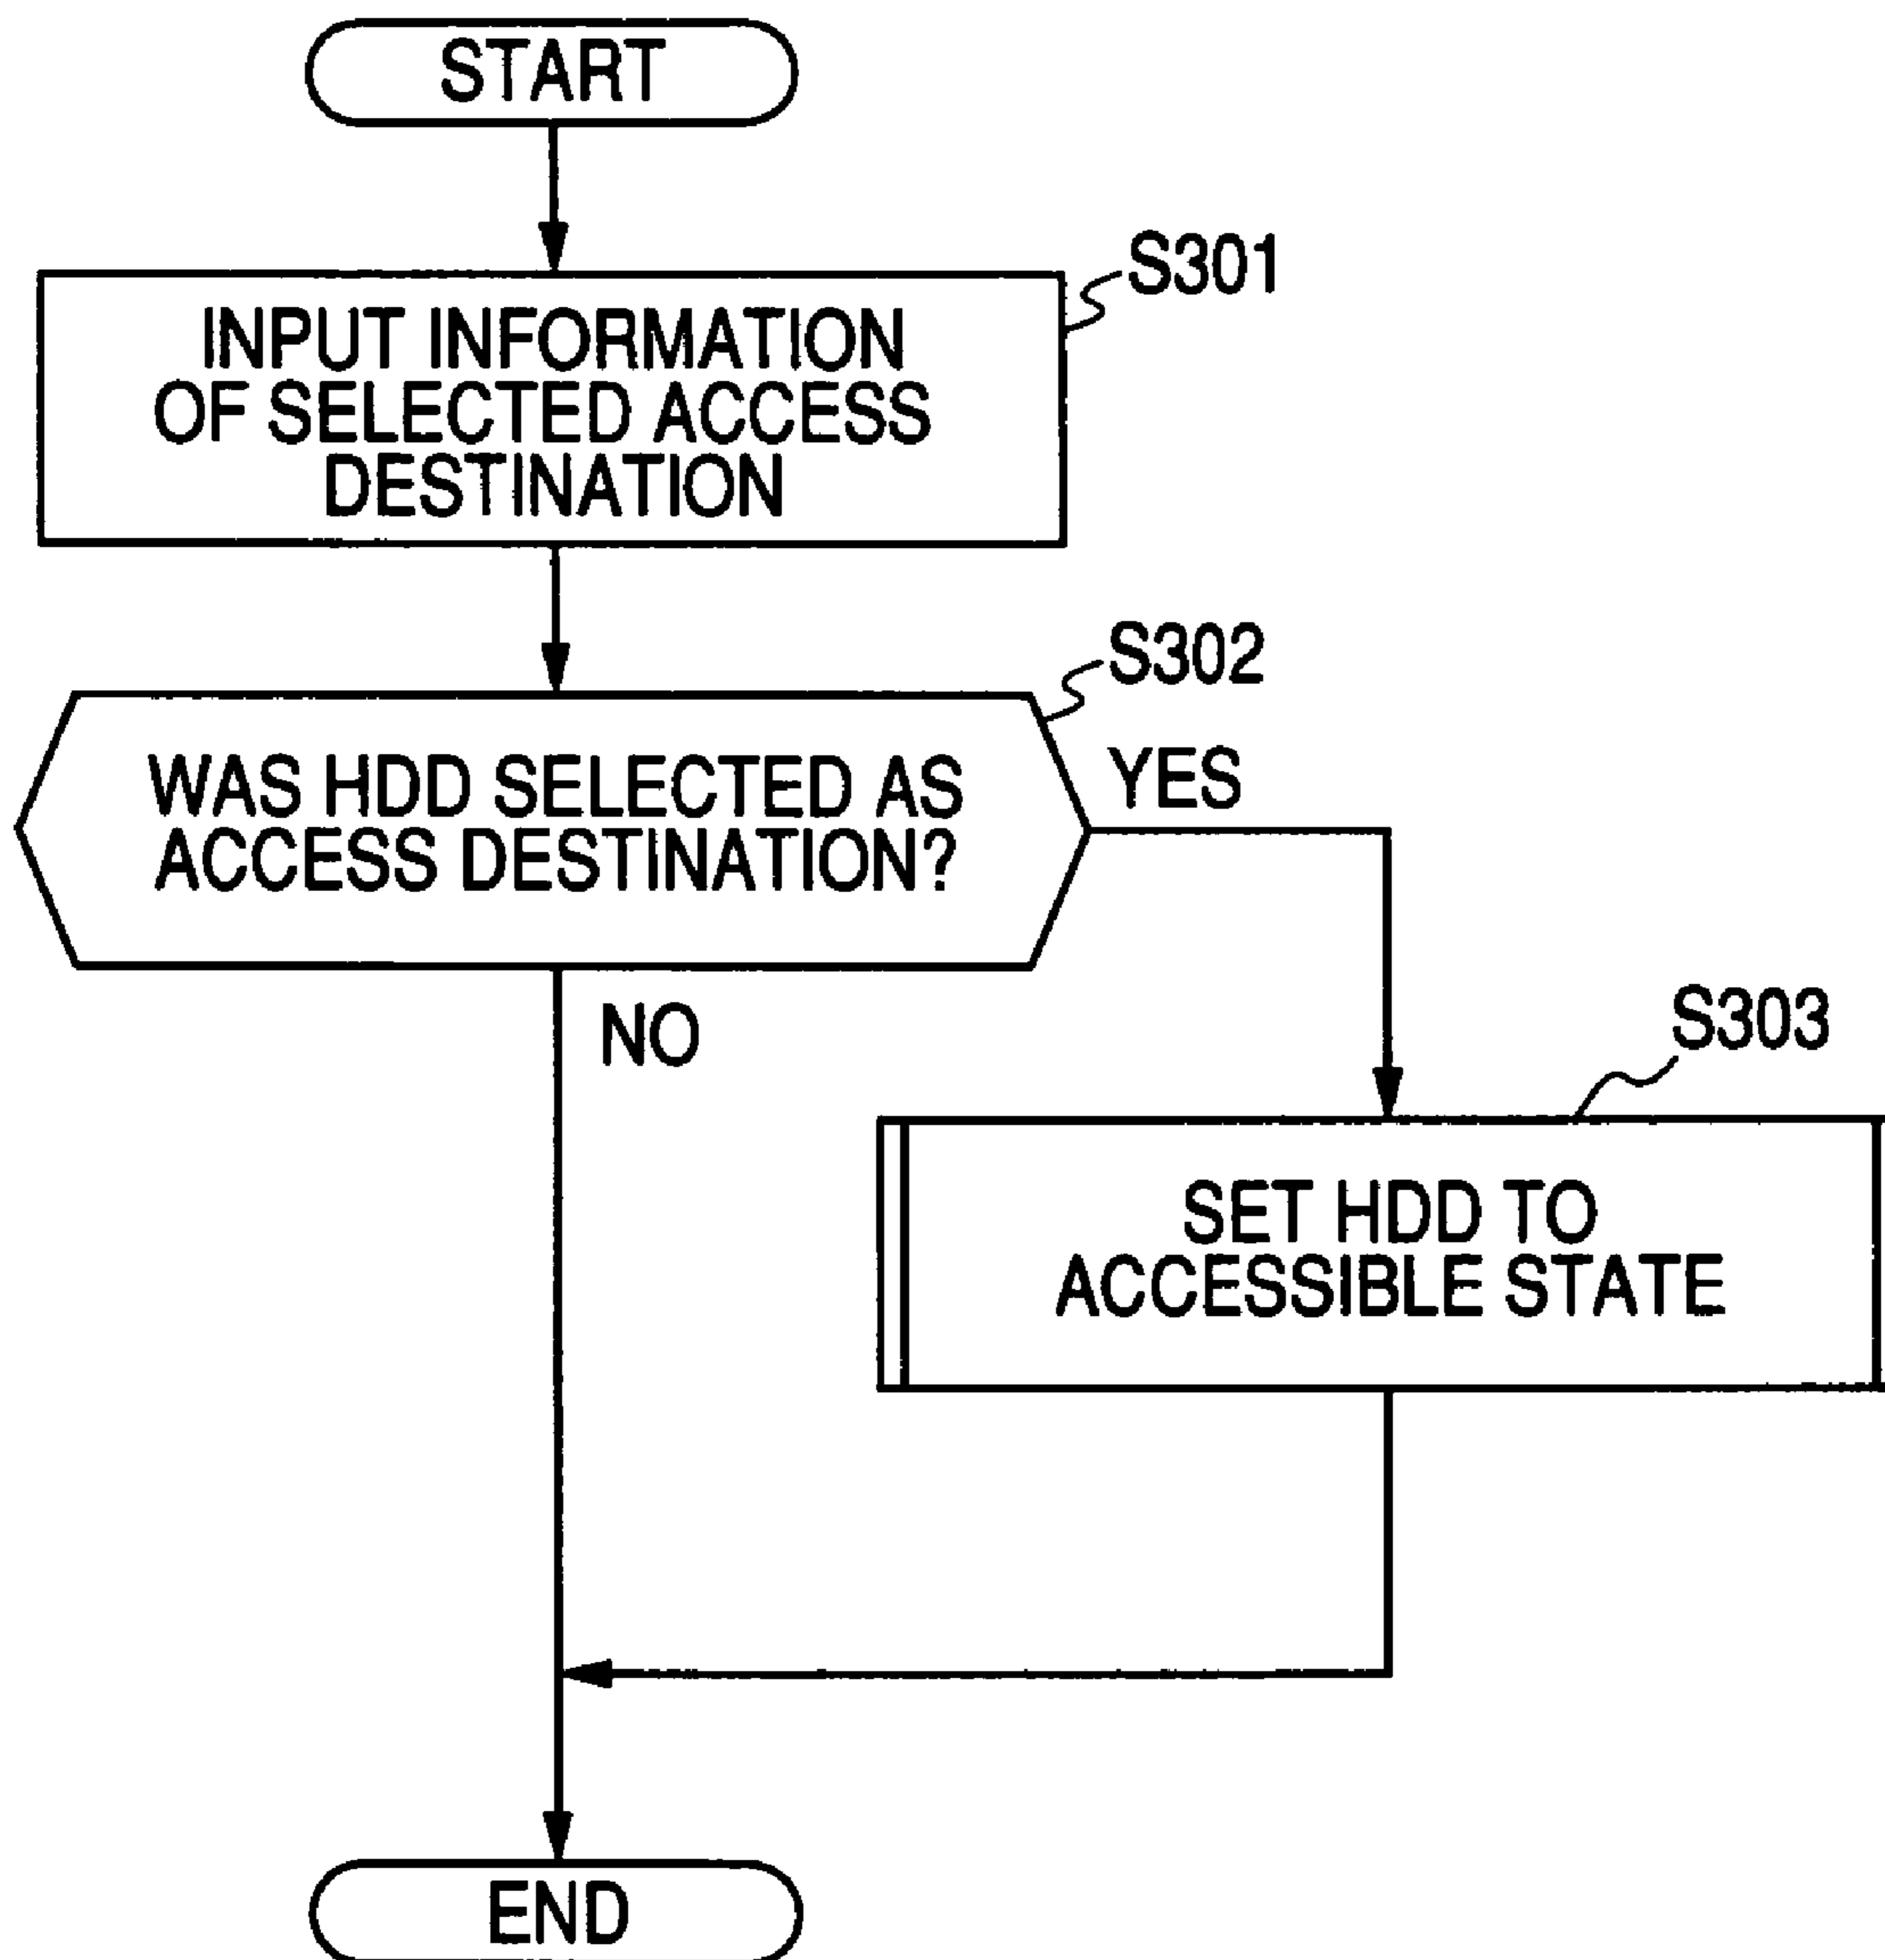 START
S301
INPUT INFORMATION
OF SELECTED ACCESS
DESTINATION
S302
WAS HDD SELECTED AS
ACCESS DESTINATION?
YES
NO
S303
SET HDD TO
ACCESSIBLE STATE
END